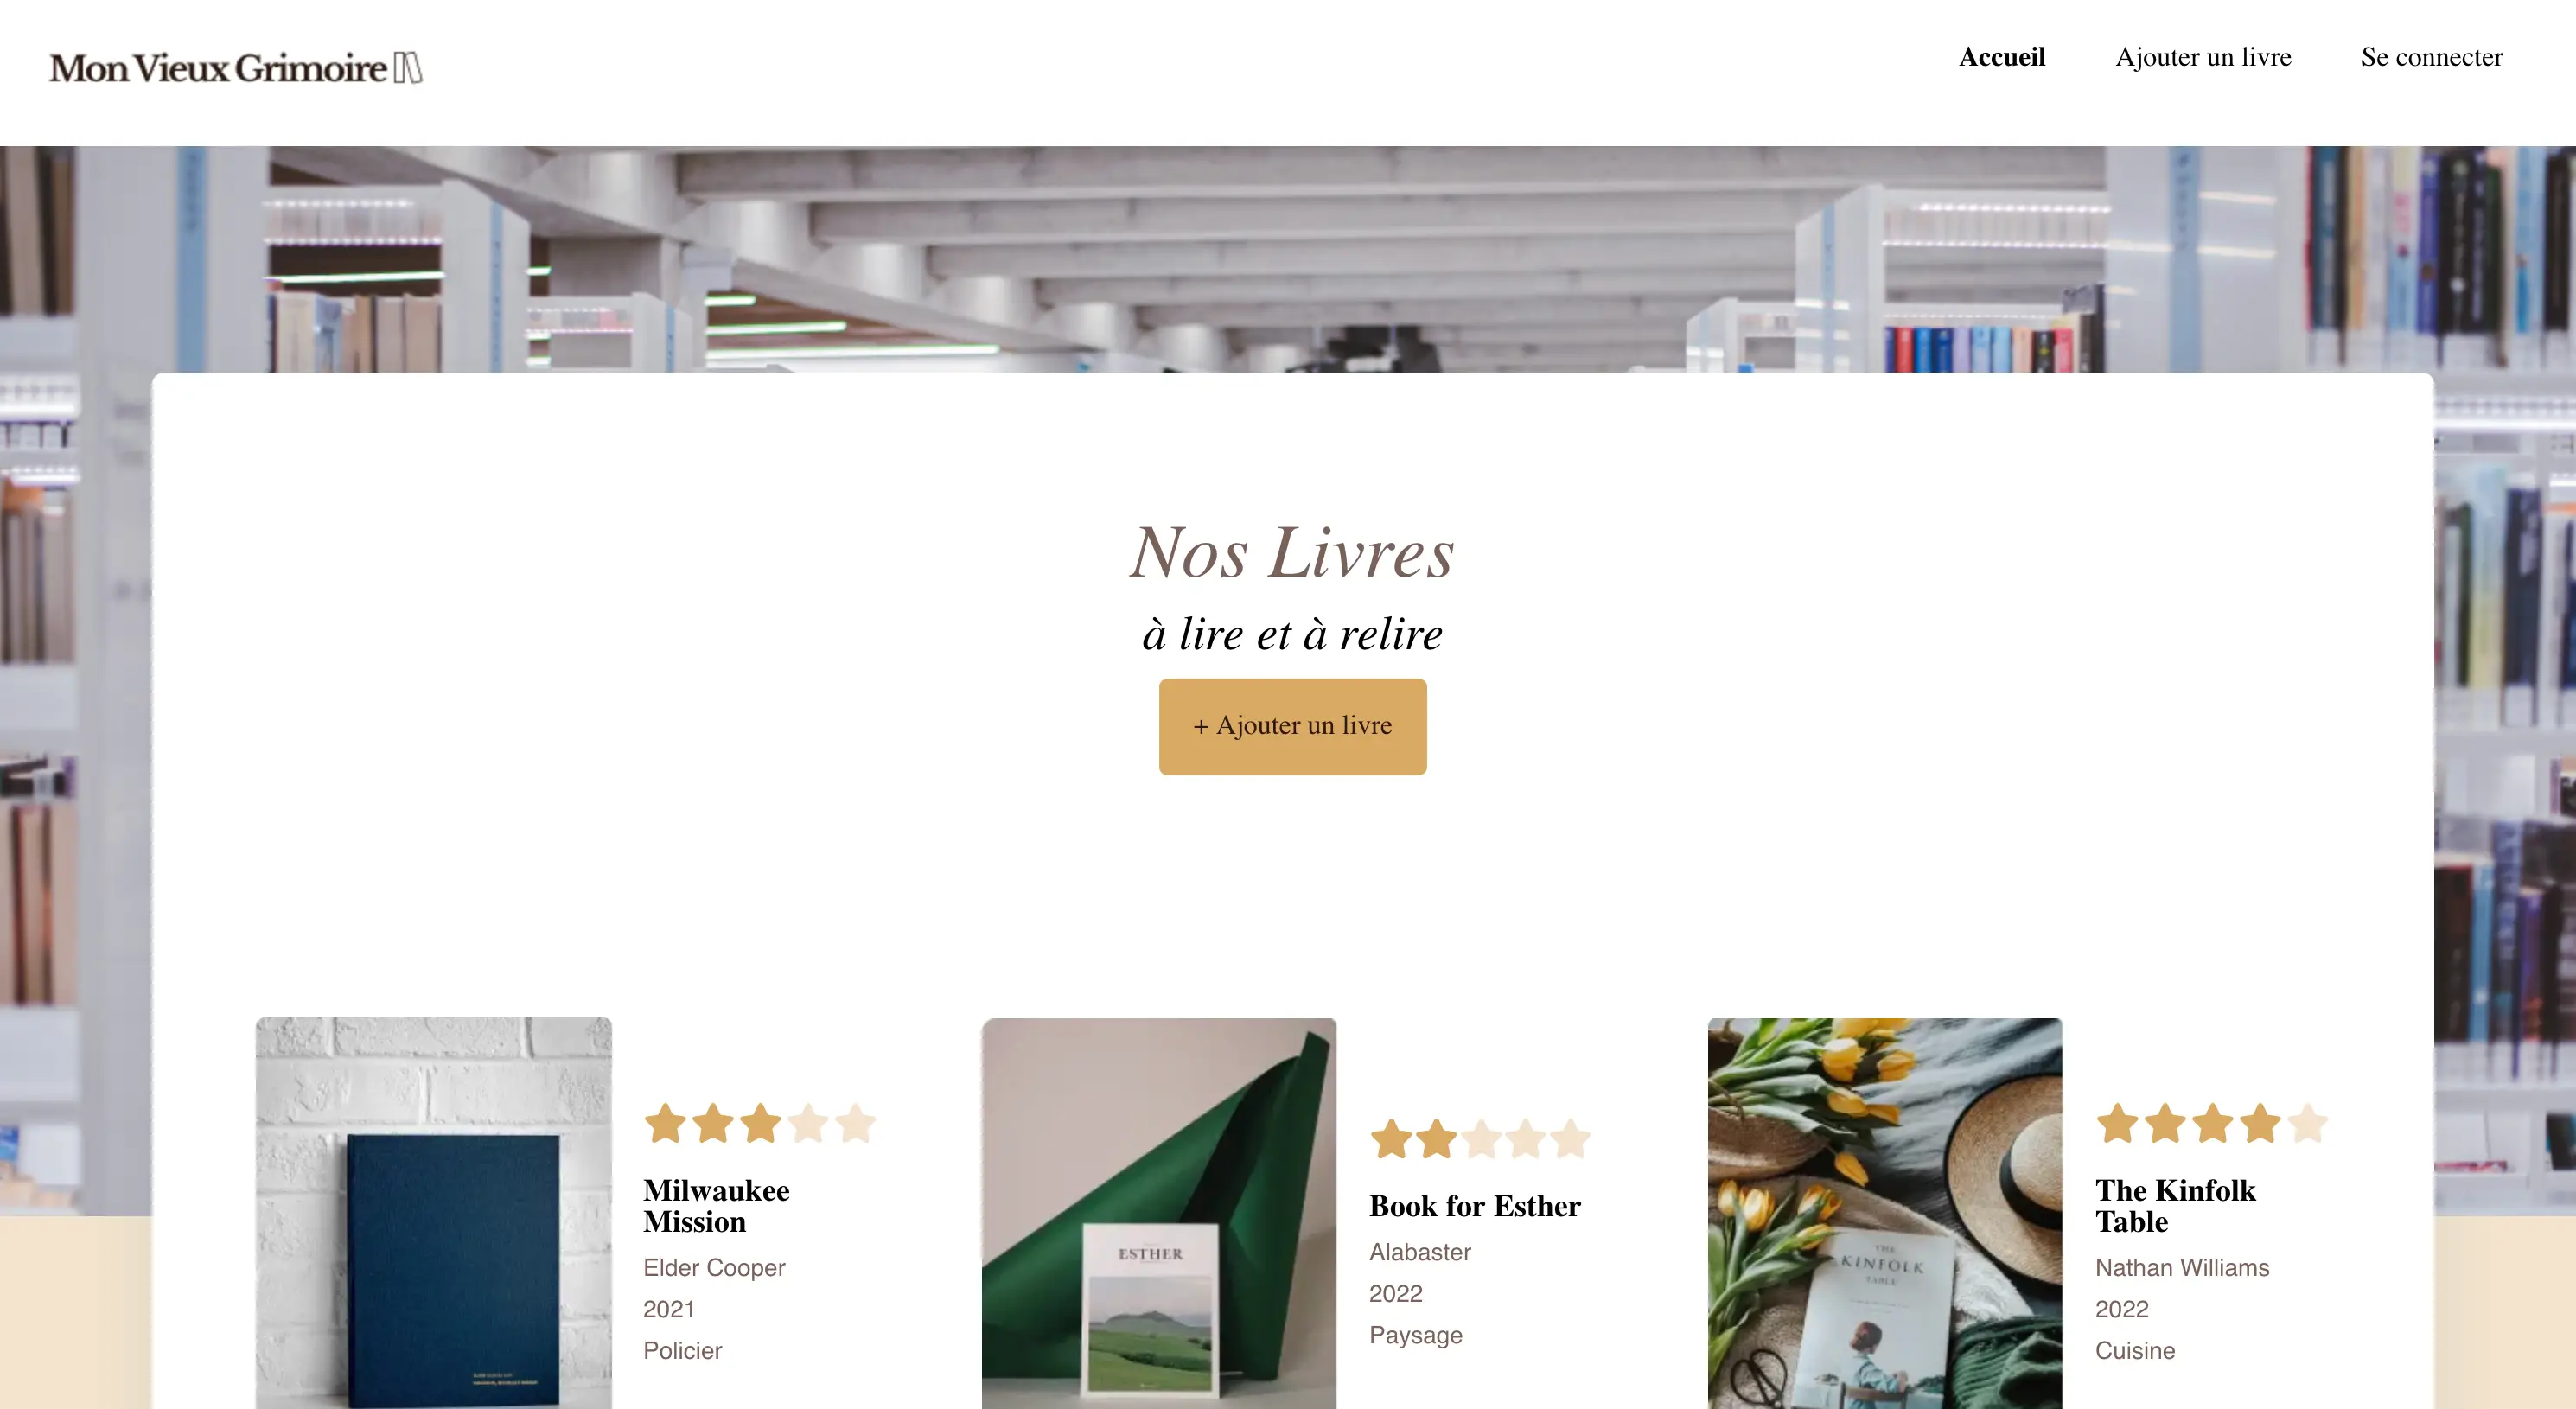 Mon Vieux Grimoire
Accueil
Ajouter un livre
Se connecter
Nos Livres
à lire et à relire
+ Ajouter un livre
Milwaukee
Mission
Elder Cooper
2021
Policier
ESTHER
Book for Esther
Alabaster
2022
Paysage
THE
KINFOLK
TABLE
The Kinfolk
Table
Nathan Williams
2022
Cuisine